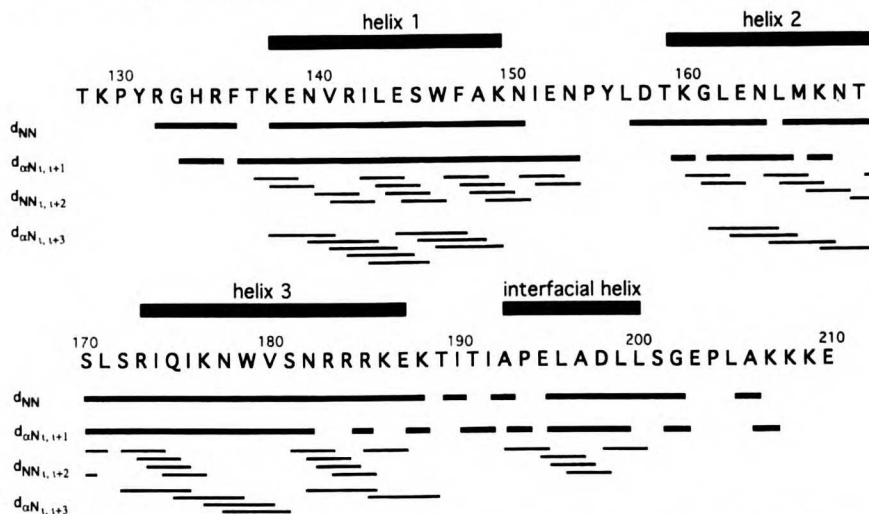 helix 1 helix 2
130 140 150 160
TKPYRGHRFTKENVRILESWFAKNIENPYLDTKGLENLMKNT
dNN
dαNi, i+1
dNNi, i+2
dαNi, i+3
helix 3 interfacial helix
170 180 190 200 210
SLSRIQIKNWVSNRRRKEKTITIAPELADLLSGEPLAKKKE
dNN
dαNi, i+1
dNNi, i+2
dαNi, i+3